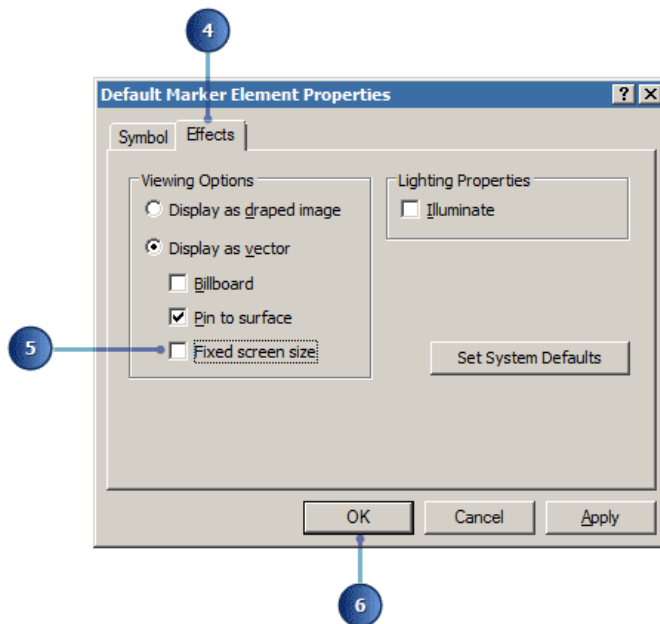 4
Default Marker Element Properties
Symbol
Effects
Viewing Options
Display as draped image
Display as vector
Billboard
Pin to surface
5
Fixed screen size
Lighting Properties
Illuminate
Set System Defaults
OK
Cancel
Apply
6